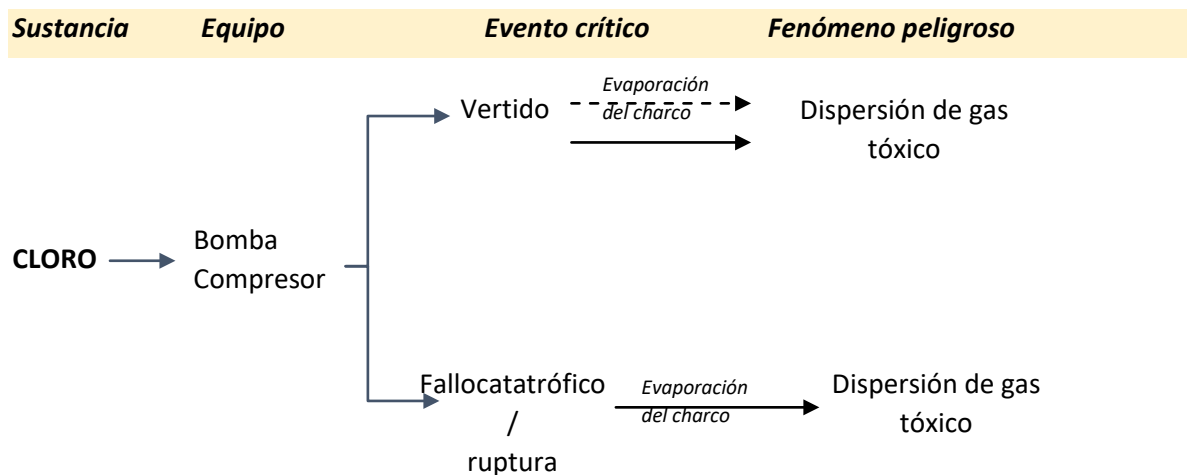 Sustancia Equipo Evento crítico Fenómeno peligroso
Evaporación
del charco
Vertido
Dispersión de gas
tóxico
CLORO
Bomba
Compresor
Fallocatatrófico
/
ruptura
Evaporación
del charco
Dispersión de gas
tóxico